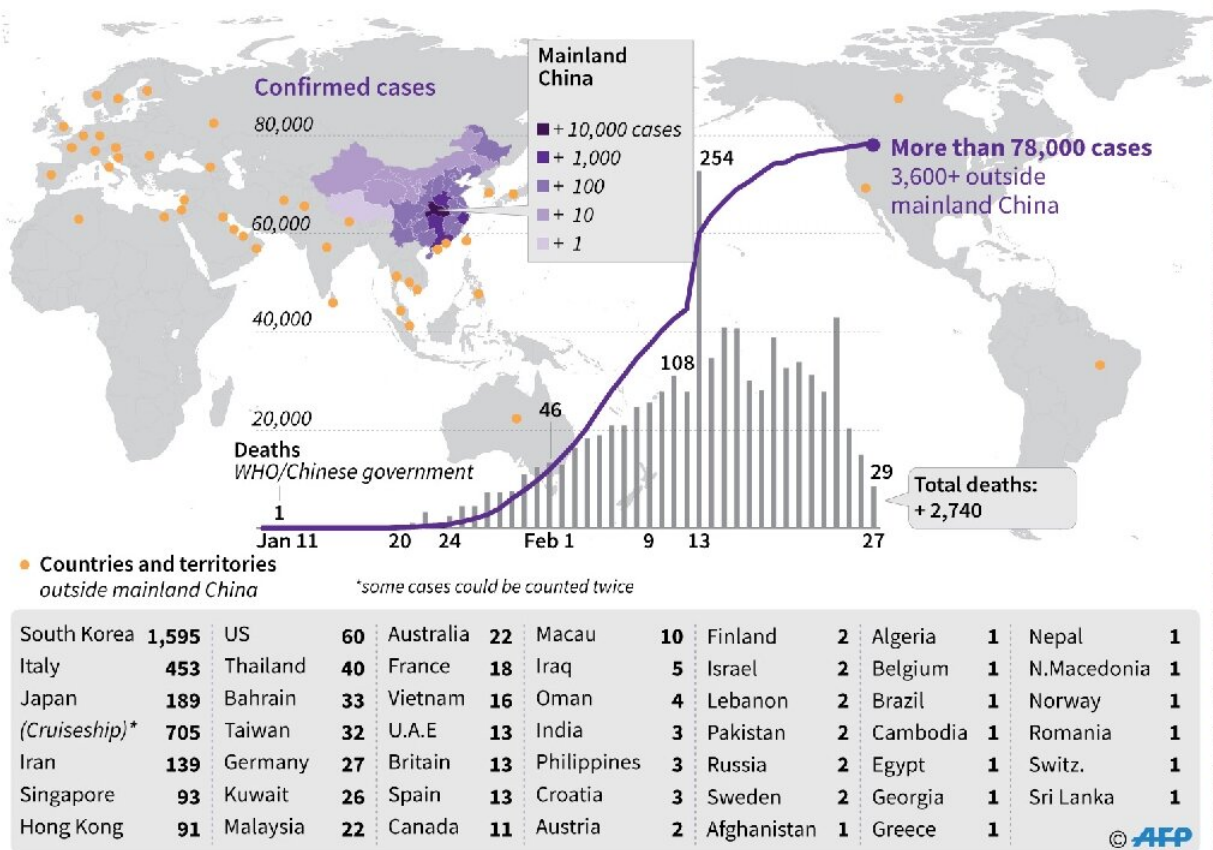 Confirmed cases
80,000
60,000
40,000
20,000
Mainland
China
+ 10,000 cases
+ 1,000
+ 100
+ 10
+ 1
254
More than 78,000 cases
3,600+ outside
mainland China
108
46
Deaths
WHO/Chinese government
1
29
Total deaths:
+ 2,740
Jan 11 20 24 Feb 1 9 13 27
Countries and territories
outside mainland China
*some cases could be counted twice
South Korea 1,595 US 60 Australia 22 Macau 10 Finland 2 Algeria 1 Nepal 1
Italy 453 Thailand 40 France 18 Iraq 5 Israel 2 Belgium 1 N.Macedonia 1
Japan 189 Bahrain 33 Vietnam 16 Oman 4 Lebanon 2 Brazil 1 Norway 1
(Cruiseship)* 705 Taiwan 32 U.A.E 13 India 3 Pakistan 2 Cambodia 1 Romania 1
Iran 139 Germany 27 Britain 13 Philippines 3 Russia 2 Egypt 1 Switz. 1
Singapore 93 Kuwait 26 Spain 13 Croatia 3 Sweden 2 Georgia 1 Sri Lanka 1
Hong Kong 91 Malaysia 22 Canada 11 Austria 2 Afghanistan 1 Greece 1
© AFP